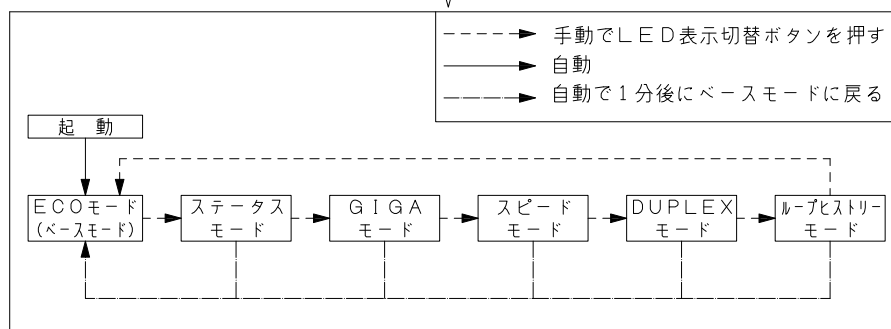 手動でＬＥＤ表示切替ボタンを押す
自動
自動で１分後にベースモードに戻る
起　動
ＥＣＯモード
(ベースモード)
ステータス
モード
ＧＩＧＡ
モード
スピード
モード
ＤＵＰＬＥＸ
モード
ループヒストリー
モード